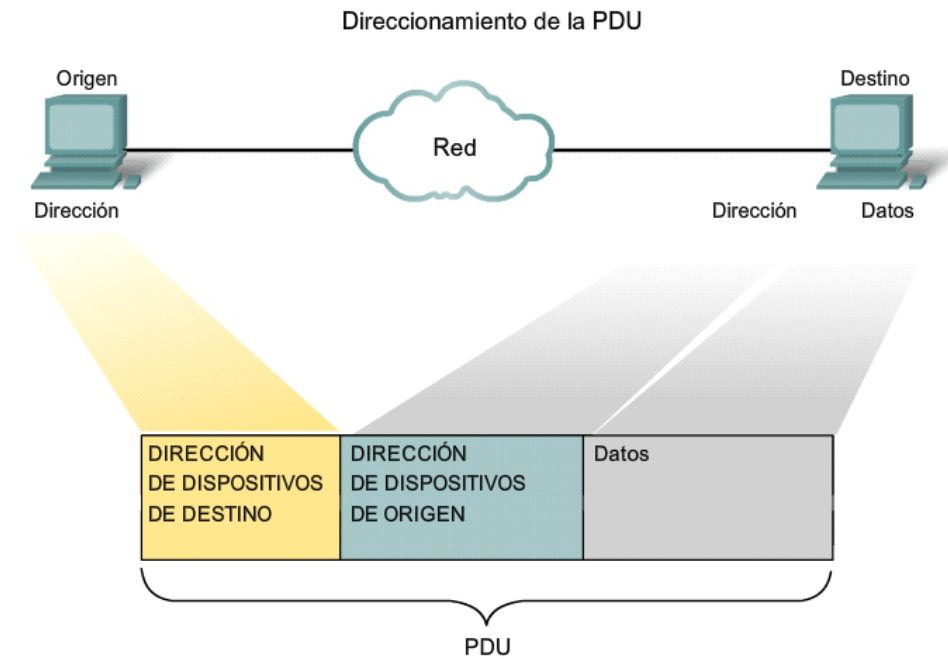 Direccionamiento de la PDU
Origen
Destino
Red
Dirección
Dirección
Datos
DIRECCIÓN
DE DISPOSITIVOS
DE DESTINO
DIRECCIÓN
DE DISPOSITIVOS
DE ORIGEN
Datos
PDU